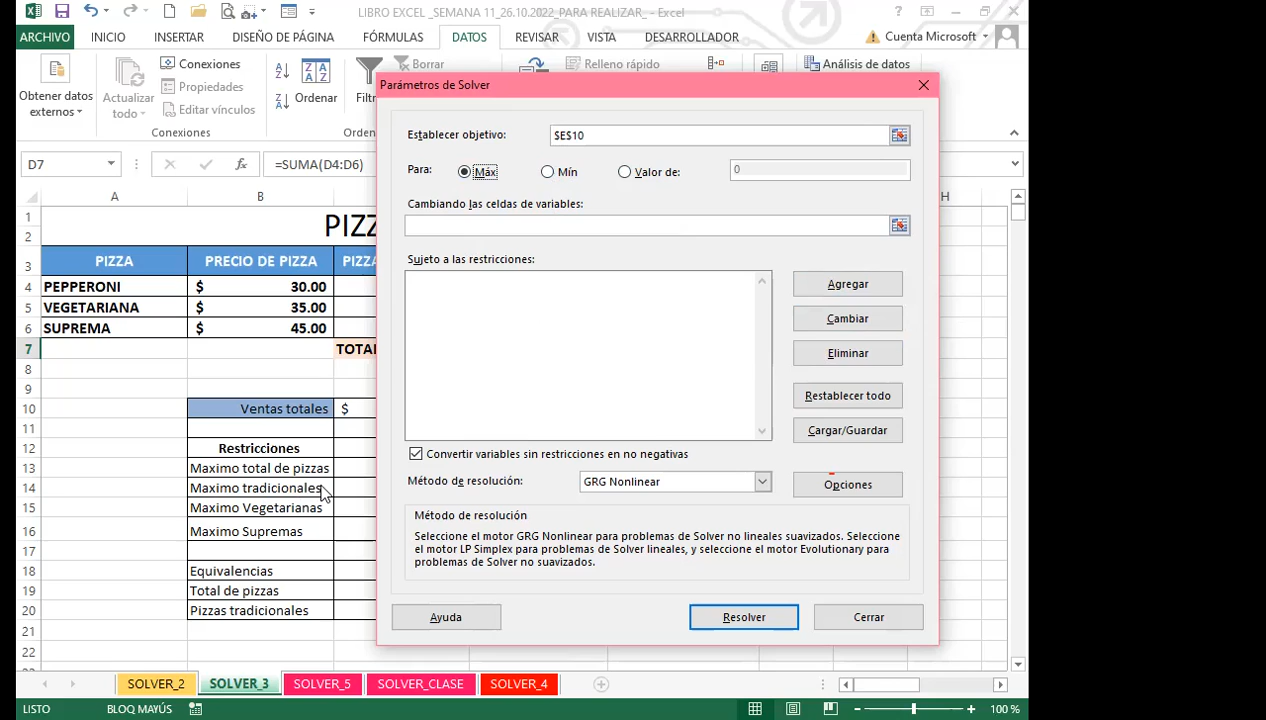 LIBRO EXCEL _SEMANA 11_26.10.2022_PARA REALIZAR_ - Excel
ARCHIVO INICIO INSERTAR DISEÑO DE PÁGINA FÓRMULAS DATOS REVISAR VISTA DESARROLLADOR Cuenta Microsoft
Obtener datos externos
Actualizar todo
Conexiones
Propiedades
Editar vínculos
Conexiones
Ordenar
Filtr
Borrar
Relleno rápido
Análisis de datos
Orden
D7 fx =SUMA(D4:D6)
A B H
1 PIZZ
2
3 PIZZA PRECIO DE PIZZA PIZZ
4 PEPPERONI $ 30.00
5 VEGETARIANA $ 35.00
6 SUPREMA $ 45.00
7 TOTAL
8
9
10 Ventas totales $
11
12 Restricciones
13 Maximo total de pizzas
14 Maximo tradicionales
15 Maximo Vegetarianas
16 Maximo Supremas
17
18 Equivalencias
19 Total de pizzas
20 Pizzas tradicionales
21
22
Parámetros de Solver
Establecer objetivo: $E$10
Para: Máx Mín Valor de: 0
Cambiando las celdas de variables:
Sujeto a las restricciones:
Agregar
Cambiar
Eliminar
Restablecer todo
Cargar/Guardar
Convertir variables sin restricciones en no negativas
Método de resolución: GRG Nonlinear Opciones
Método de resolución
Seleccione el motor GRG Nonlinear para problemas de Solver no lineales suavizados. Seleccione
el motor LP Simplex para problemas de Solver lineales, y seleccione el motor Evolutionary para
problemas de Solver no suavizados.
Ayuda Resolver Cerrar
SOLVER_2 SOLVER_3 SOLVER_5 SOLVER_CLASE SOLVER_4
LISTO BLOQ MAYÚS 100 %